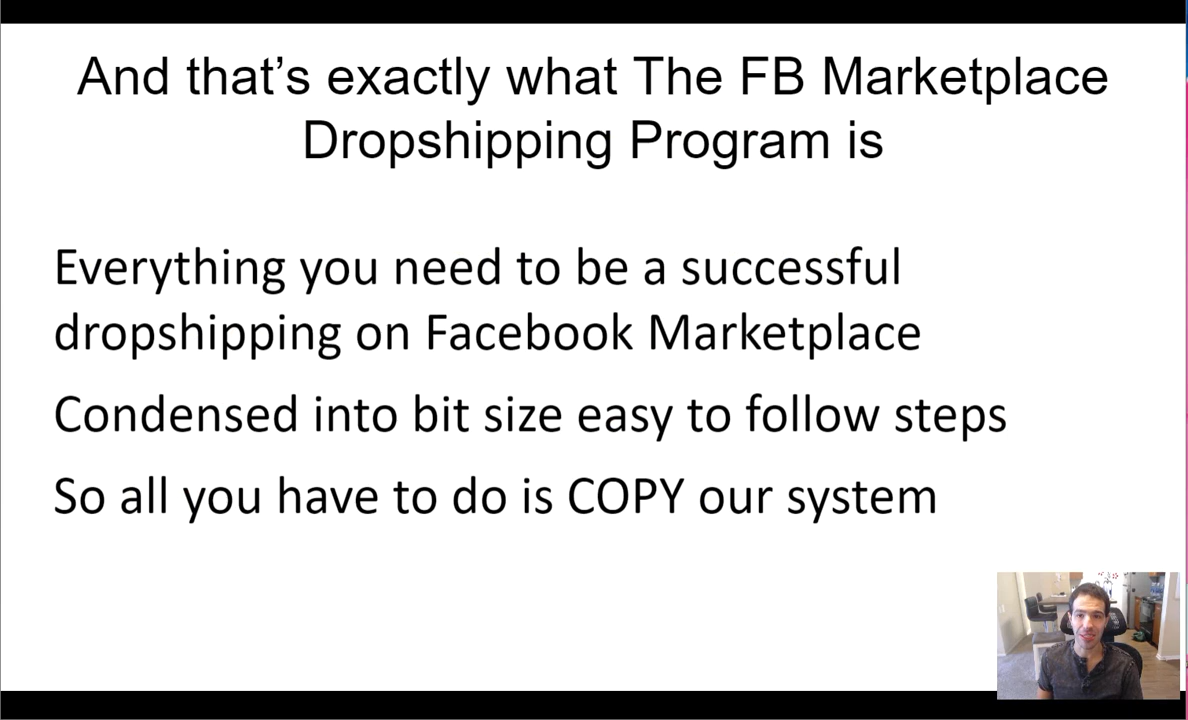 And that’s exactly what The FB Marketplace
Dropshipping Program is
Everything you need to be a successful
dropshipping on Facebook Marketplace
Condensed into bit size easy to follow steps
So all you have to do is COPY our system